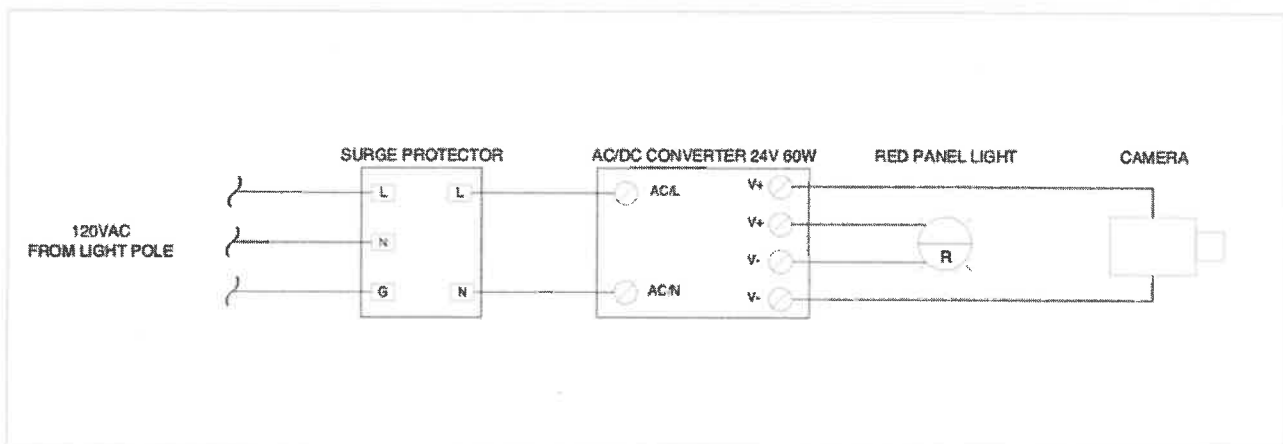 SURGE PROTECTOR
AC/DC CONVERTER 24V 60W
RED PANEL LIGHT
CAMERA
120VAC
FROM LIGHT POLE
L
L
N
G
N
AC/L
AC/N
V+
V+
V-
V-
R